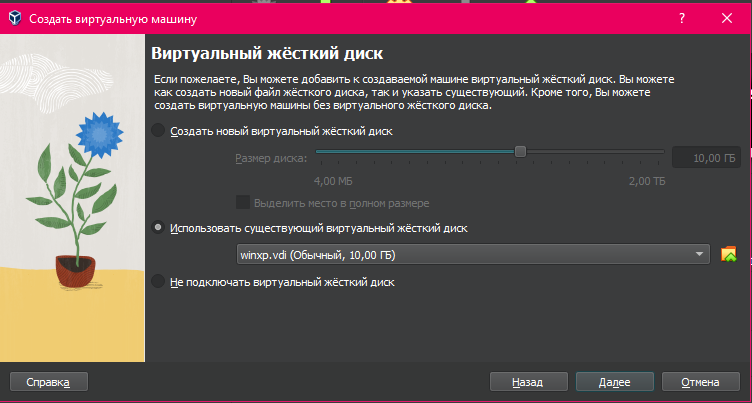 Создать виртуальную машину
Виртуальный жёсткий диск
Если пожелаете, Вы можете добавить к создаваемой машине виртуальный жёсткий диск. Вы можете
как создать новый файл жёсткого диска, так и указать существующий. Кроме того, Вы можете
создать виртуальную машины без виртуального жёсткого диска.
Создать новый виртуальный жёсткий диск
Размер диска:
10,00 ГБ
4,00 МБ
2,00 ТБ
Выделить место в полном размере
Использовать существующий виртуальный жёсткий диск
winxp.vdi (Обычный, 10,00 ГБ)
Не подключать виртуальный жёсткий диск
Справка
Назад
Далее
Отмена